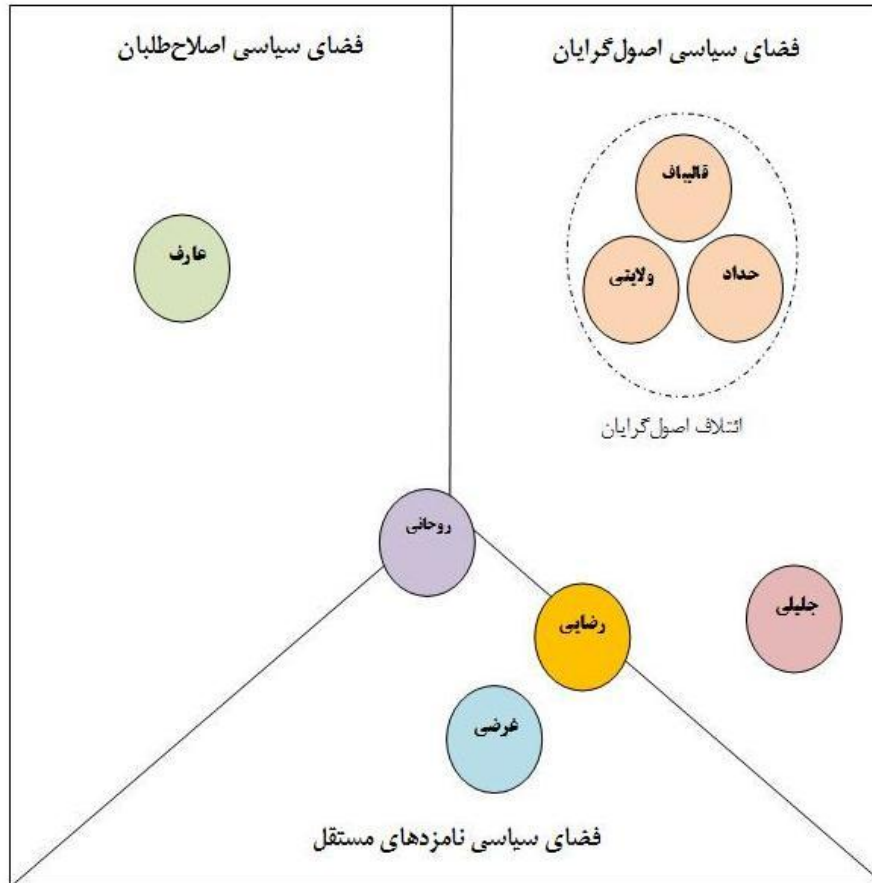 فضای سیاسی اصول‌گرایان
فضای سیاسی اصلاح‌طلبان
قالیباف
حداد
ولایتی
عارف
ائتلاف اصول‌گرایان
روحانی
جلیلی
رضایی
غرضی
فضای سیاسی نامزدهای مستقل